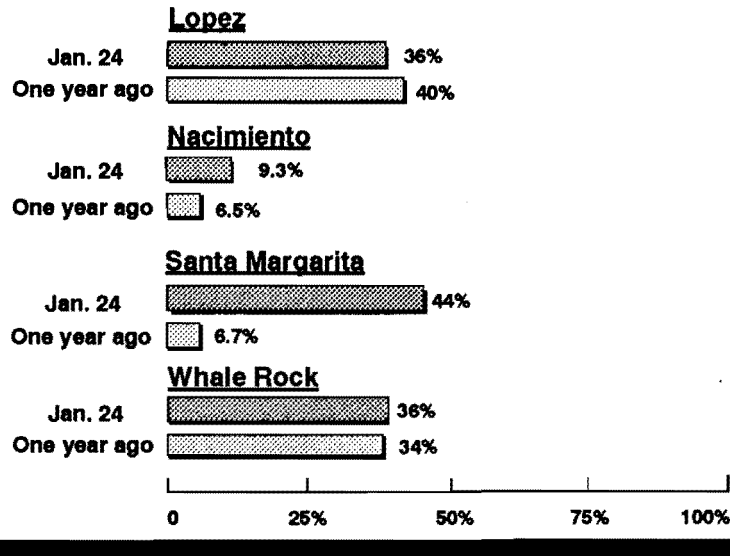 Lopez
Jan. 24 36%
One year ago 40%
Nacimiento
Jan. 24 9.3%
One year ago 6.5%
Santa Margarita
Jan. 24 44%
One year ago 6.7%
Whale Rock
Jan. 24 36%
One year ago 34%
0 25% 50% 75% 100%